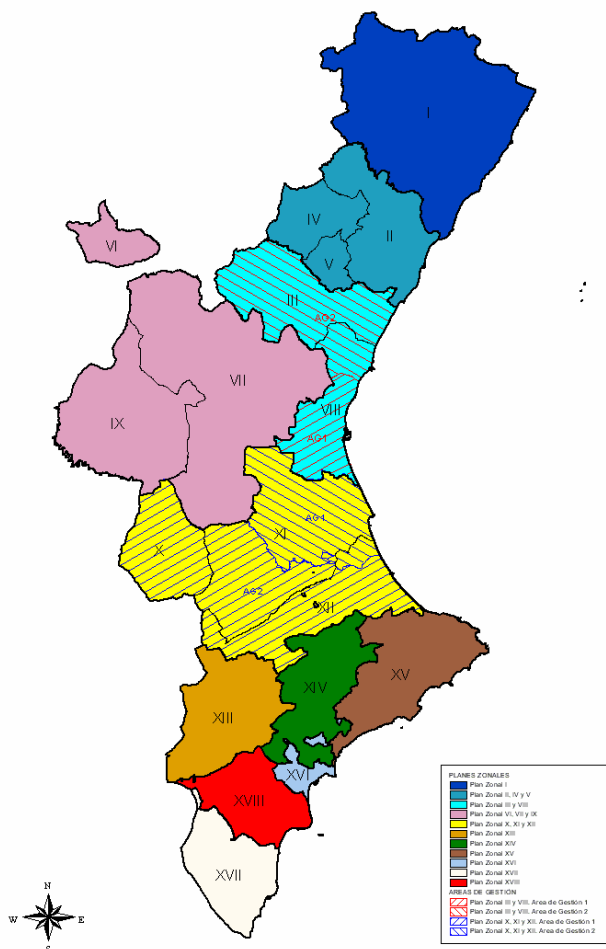 I
IV
II
VI
V
III
AG2
VII
VIII
IX
AG1
AG1
XI
X
AG2
XII
XV
XIV
XIII
XVI
XVIII
XVII
N
W
E
S
PLANES ZONALES
Plan Zonal I
Plan Zonal II, IV y V
Plan Zonal III y VIII
Plan Zonal VI, VII y IX
Plan Zonal X, XI y XII
Plan Zonal XIII
Plan Zonal XIV
Plan Zonal XV
Plan Zonal XVI
Plan Zonal XVII
Plan Zonal XVIII
AREAS DE GESTIÓN
Plan Zonal III y VIII. Area de Gestión 1
Plan Zonal III y VIII. Area de Gestión 2
Plan Zonal X, XI y XII. Area de Gestión 1
Plan Zonal X, XI y XII. Area de Gestión 2